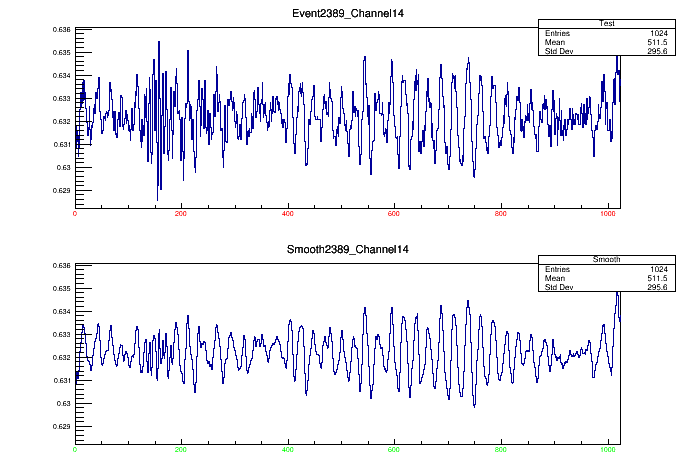 Event2389_Channel14
Test
Entries 1024
Mean 511.5
Std Dev 295.6
0.636
0.635
0.634
0.633
0.632
0.631
0.63
0.629
0 200 400 600 800 1000
Smooth2389_Channel14
Smooth
Entries 1024
Mean 511.5
Std Dev 295.6
0.636
0.635
0.634
0.633
0.632
0.631
0.63
0.629
0 200 400 600 800 1000